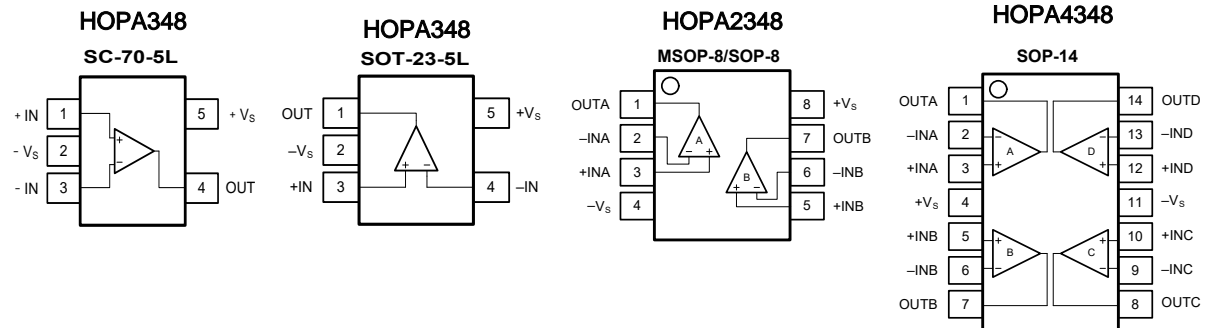 HOPA348
SC-70-5L
+ IN 1
- VS 2
- IN 3
5 + VS
4 OUT
+
−
HOPA348
SOT-23-5L
OUT 1
–VS 2
+IN 3
5 +VS
4 –IN
+ −
HOPA2348
MSOP-8/SOP-8
OUTA 1
–INA 2
+INA 3
–VS 4
8 +VS
7 OUTB
6 –INB
5 +INB
A
− +
B
+ −
HOPA4348
SOP-14
OUTA 1
–INA 2
+INA 3
+VS 4
+INB 5
–INB 6
OUTB 7
14 OUTD
13 –IND
12 +IND
11 –VS
10 +INC
9 –INC
8 OUTC
−
A
+
−
D
+
+
B
−
+
C
−